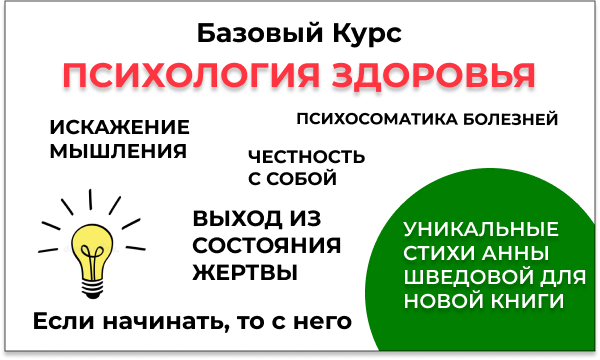 Базовый Курс
ПСИХОЛОГИЯ ЗДОРОВЬЯ
ИСКАЖЕНИЕ
МЫШЛЕНИЯ
ПСИХОСОМАТИКА БОЛЕЗНЕЙ
ЧЕСТНОСТЬ
С СОБОЙ
ВЫХОД ИЗ
СОСТОЯНИЯ
ЖЕРТВЫ
УНИКАЛЬНЫЕ
СТИХИ АННЫ
ШВЕДОВОЙ ДЛЯ
НОВОЙ КНИГИ
Если начинать, то с него